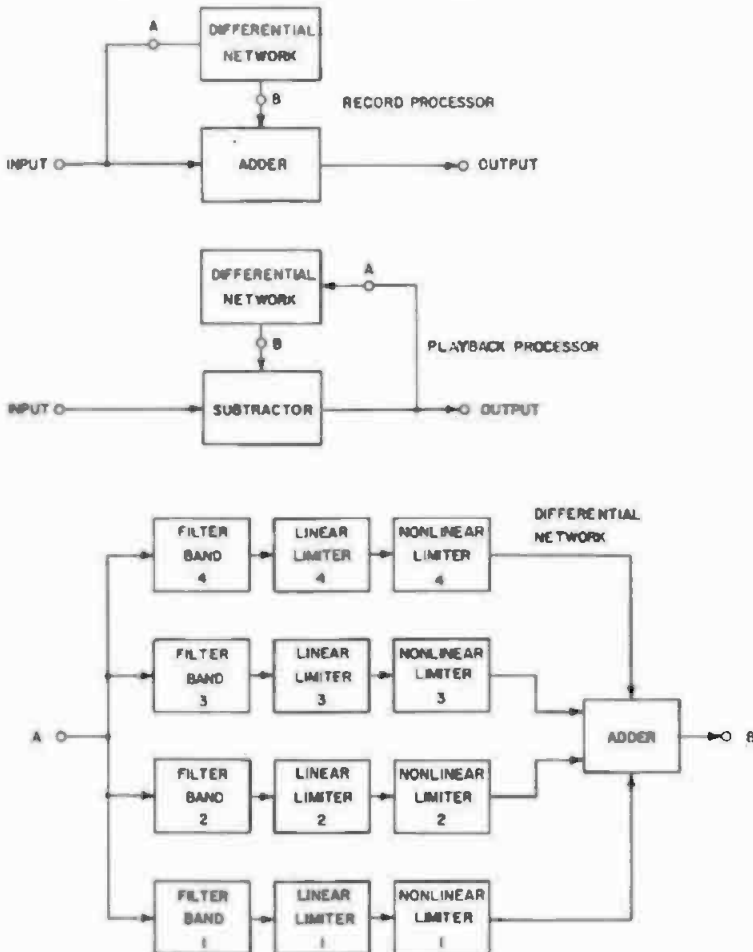 A
DIFFERENTIAL
NETWORK
B
RECORD PROCESSOR
INPUT
ADDER
OUTPUT
DIFFERENTIAL
NETWORK
A
B
PLAYBACK PROCESSOR
INPUT
SUBTRACTOR
OUTPUT
DIFFERENTIAL
NETWORK
FILTER
BAND
4
LINEAR
LIMITER
4
NONLINEAR
LIMITER
4
FILTER
BAND
3
LINEAR
LIMITER
3
NONLINEAR
LIMITER
3
A
ADDER
B
FILTER
BAND
2
LINEAR
LIMITER
2
NONLINEAR
LIMITER
2
FILTER
BAND
1
LINEAR
LIMITER
1
NONLINEAR
LIMITER
1